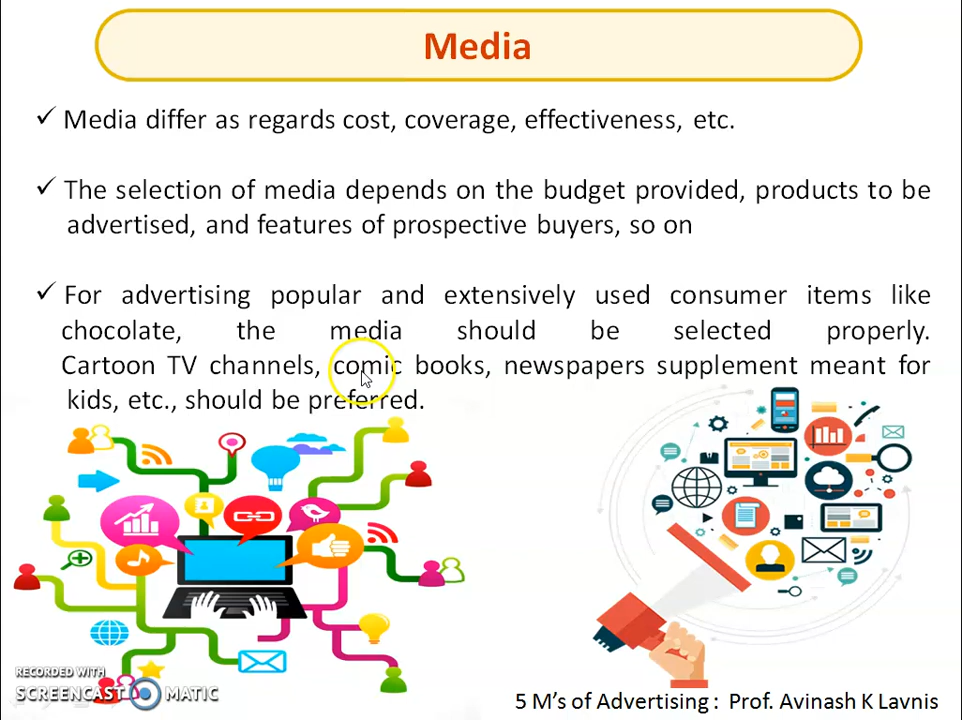 Media
✓ Media differ as regards cost, coverage, effectiveness, etc.
✓ The selection of media depends on the budget provided, products to be
advertised, and features of prospective buyers, so on
✓ For advertising popular and extensively used consumer items like
chocolate, the media should be selected properly.
Cartoon TV channels, comic books, newspapers supplement meant for
kids, etc., should be preferred.
RECORDED WITH
SCREENCAST MATIC
5 M's of Advertising : Prof. Avinash K Lavnis